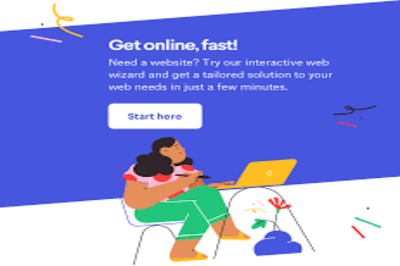 Get online, fast!
Need a website? Try our interactive web
wizard and get a tailored solution to your
web needs in just a few minutes.
Start here